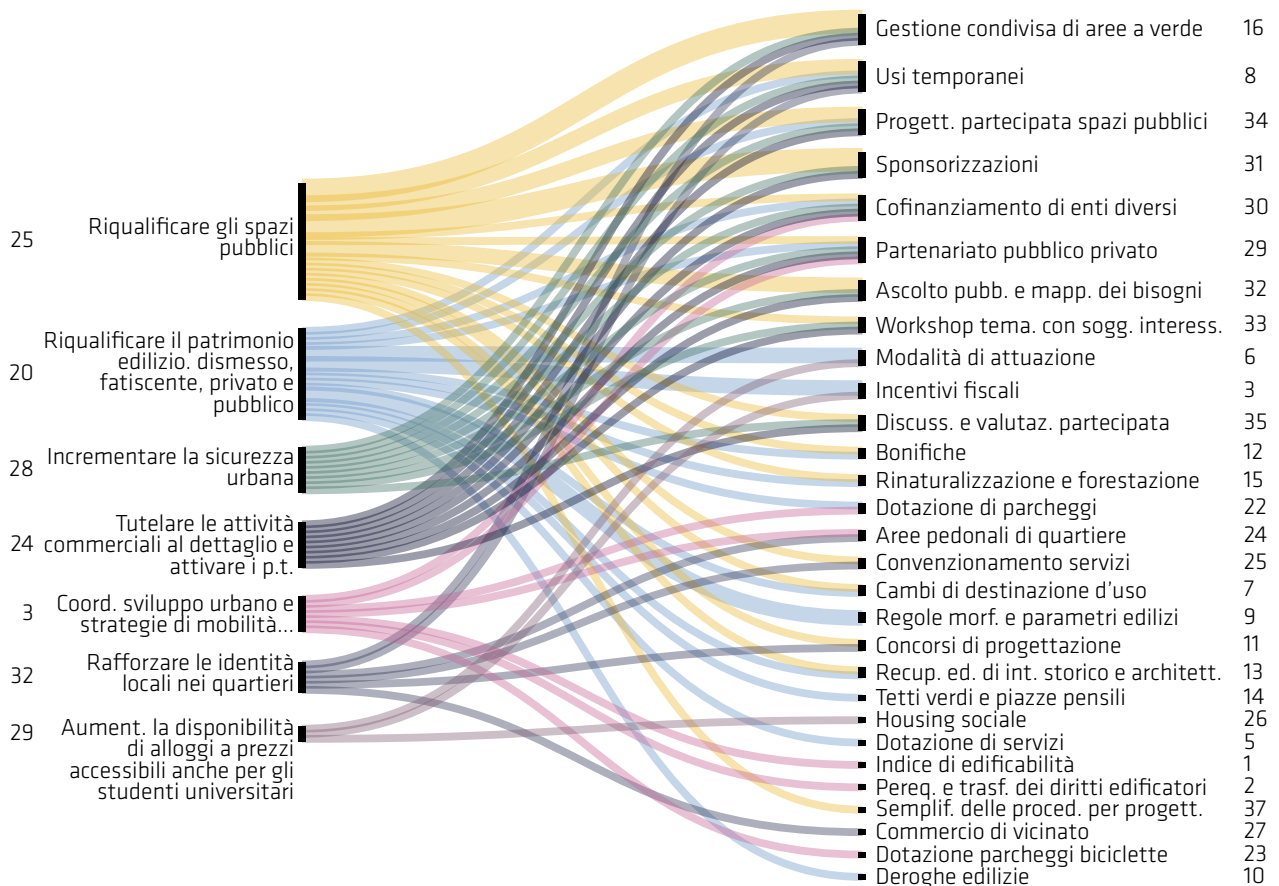 25
Riqualificare gli spazi
pubblici
20
Riqualificare il patrimonio
edilizio. dismesso,
fatiscente, privato e
pubblico
28
Incrementare la sicurezza
urbana
24
Tutelare le attività
commerciali al dettaglio e
attivare i p.t.
3
Coord. sviluppo urbano e
strategie di mobilità...
32
Rafforzare le identità
locali nei quartieri
29
Aument. la disponibilità
di alloggi a prezzi
accessibili anche per gli
studenti universitari
Gestione condivisa di aree a verde 16
Usi temporanei 8
Progett. partecipata spazi pubblici 34
Sponsorizzazioni 31
Cofinanziamento di enti diversi 30
Partenariato pubblico privato 29
Ascolto pubb. e mapp. dei bisogni 32
Workshop tema. con sogg. interess. 33
Modalità di attuazione 6
Incentivi fiscali 3
Discuss. e valutaz. partecipata 35
Bonifiche 12
Rinaturalizzazione e forestazione 15
Dotazione di parcheggi 22
Aree pedonali di quartiere 24
Convenzionamento servizi 25
Cambi di destinazione d'uso 7
Regole morf. e parametri edilizi 9
Concorsi di progettazione 11
Recup. ed. di int. storico e architett. 13
Tetti verdi e piazze pensili 14
Housing sociale 26
Dotazione di servizi 5
Indice di edificabilità 1
Pereq. e trasf. dei diritti edificatori 2
Semplif. delle proced. per progett. 37
Commercio di vicinato 27
Dotazione parcheggi biciclette 23
Deroghe edilizie 10